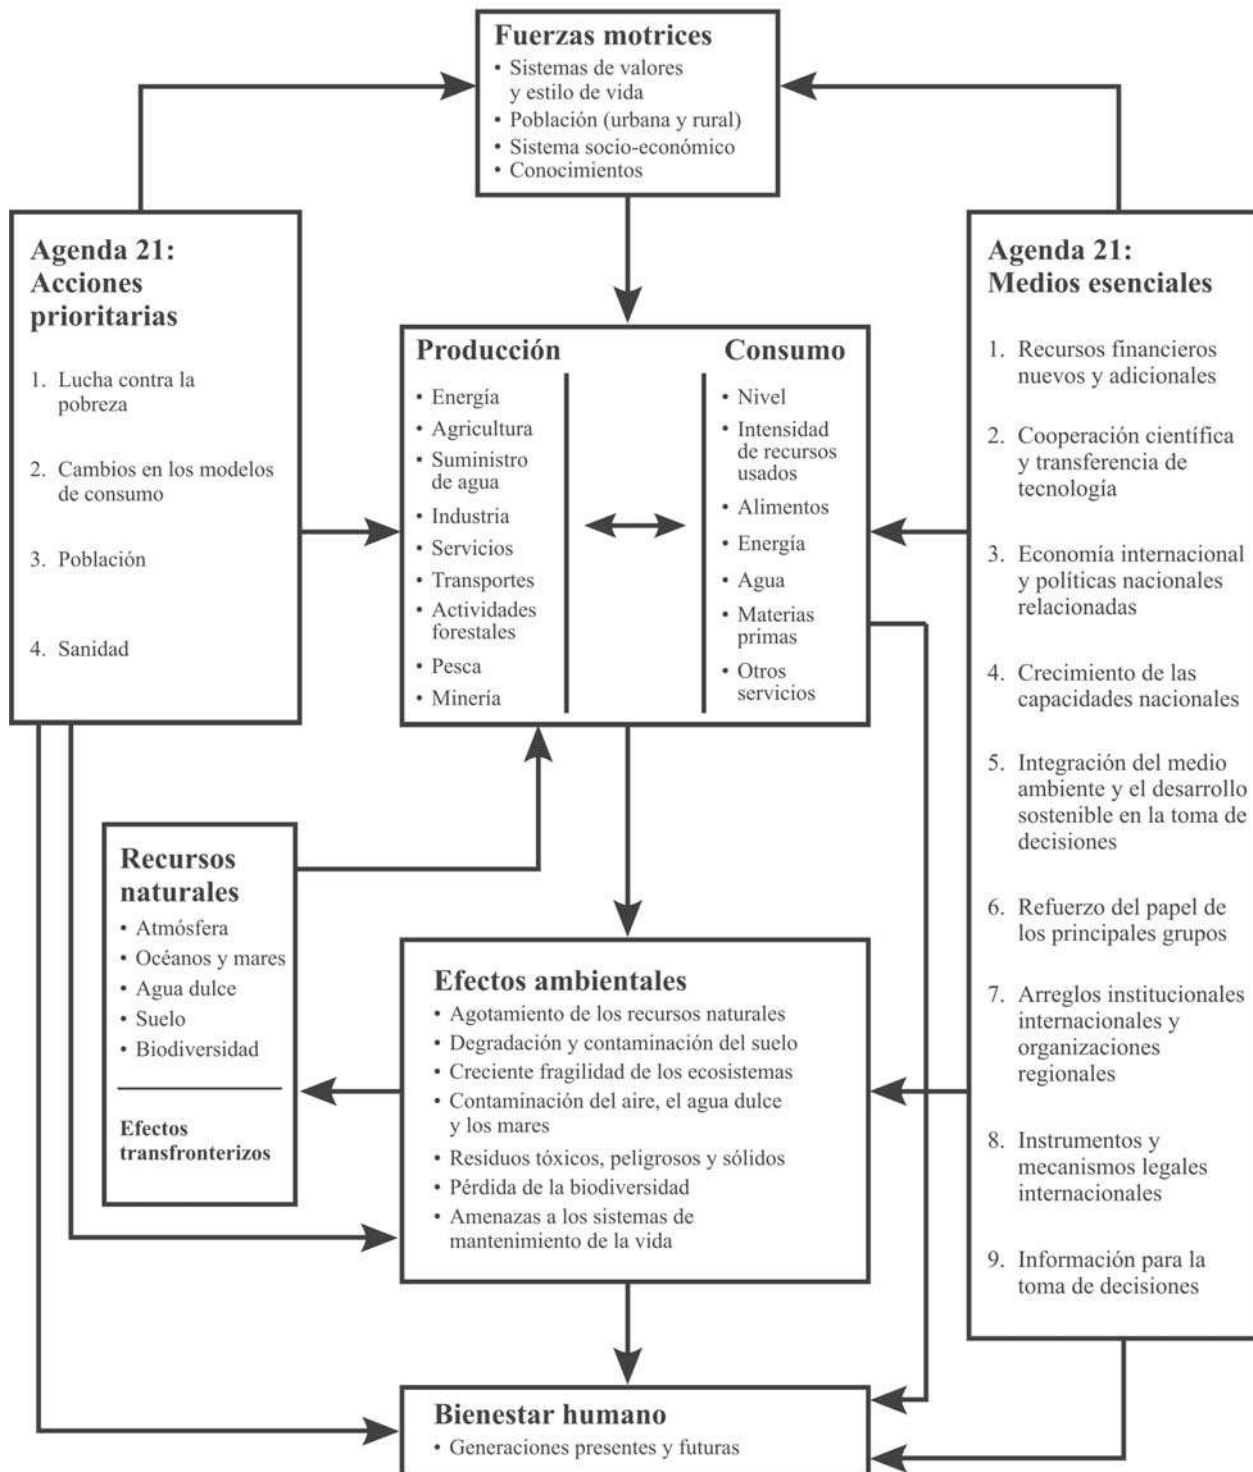 Fuerzas motrices
• Sistemas de valores
y estilo de vida
• Población (urbana y rural)
• Sistema socio-económico
• Conocimientos
Agenda 21:
Acciones
prioritarias
1. Lucha contra la
pobreza
2. Cambios en los modelos
de consumo
3. Población
4. Sanidad
Producción
• Energía
• Agricultura
• Suministro
de agua
• Industria
• Servicios
• Transportes
• Actividades
forestales
• Pesca
• Minería
Consumo
• Nivel
• Intensidad
de recursos
usados
• Alimentos
• Energía
• Agua
• Materias
primas
• Otros
servicios
Agenda 21:
Medios esenciales
1. Recursos financieros
nuevos y adicionales
2. Cooperación científica
y transferencia de
tecnología
3. Economía internacional
y políticas nacionales
relacionadas
4. Crecimiento de las
capacidades nacionales
5. Integración del medio
ambiente y el desarrollo
sostenible en la toma de
decisiones
6. Refuerzo del papel de
los principales grupos
7. Arreglos institucionales
internacionales y
organizaciones
regionales
8. Instrumentos y
mecanismos legales
internacionales
9. Información para la
toma de decisiones
Recursos
naturales
• Atmósfera
• Océanos y mares
• Agua dulce
• Suelo
• Biodiversidad
Efectos
transfronterizos
Efectos ambientales
• Agotamiento de los recursos naturales
• Degradación y contaminación del suelo
• Creciente fragilidad de los ecosistemas
• Contaminación del aire, el agua dulce
y los mares
• Residuos tóxicos, peligrosos y sólidos
• Pérdida de la biodiversidad
• Amenazas a los sistemas de
mantenimiento de la vida
Bienestar humano
• Generaciones presentes y futuras